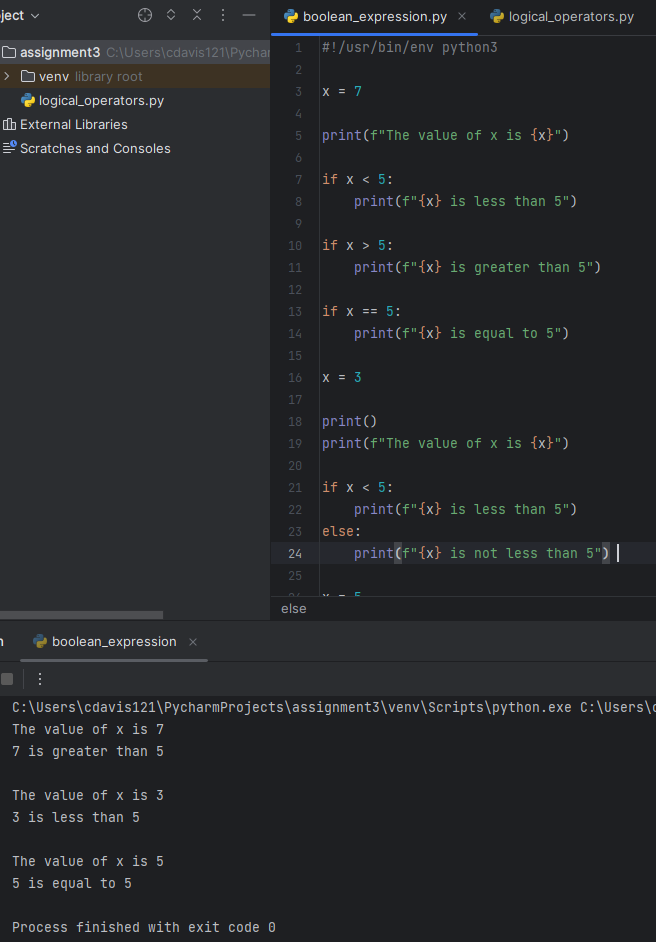 ject
assignment3 C:\Users\cdavis121\Pycharm
venv library root
logical_operators.py
External Libraries
Scratches and Consoles
boolean_expression.py
logical_operators.py
1 #!/usr/bin/env python3
2
3 x = 7
4
5 print(f"The value of x is {x}")
6
7 if x < 5:
8 print(f"{x} is less than 5")
9
10 if x > 5:
11 print(f"{x} is greater than 5")
12
13 if x == 5:
14 print(f"{x} is equal to 5")
15
16 x = 3
17
18 print()
19 print(f"The value of x is {x}")
20
21 if x < 5:
22 print(f"{x} is less than 5")
23 else:
24 print(f"{x} is not less than 5")
25
26 x = 5
else
n
boolean_expression
C:\Users\cdavis121\PycharmProjects\assignment3\venv\Scripts\python.exe C:\Users\c
The value of x is 7
7 is greater than 5
The value of x is 3
3 is less than 5
The value of x is 5
5 is equal to 5
Process finished with exit code 0